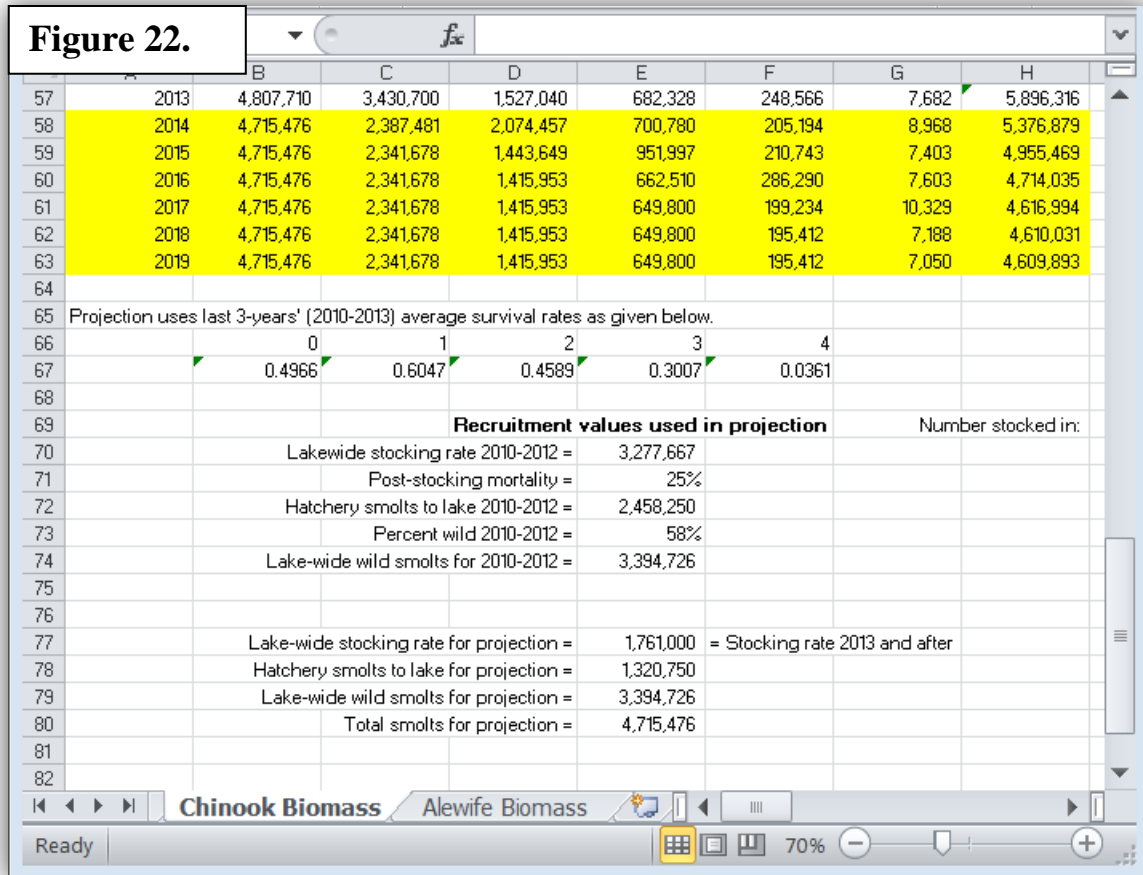 Figure 22.
fx
B C D E F G H
57 2013 4,807,710 3,430,700 1,527,040 682,328 248,566 7,682 5,896,316
58 2014 4,715,476 2,387,481 2,074,457 700,780 205,194 8,968 5,376,879
59 2015 4,715,476 2,341,678 1,443,649 951,997 210,743 7,403 4,955,469
60 2016 4,715,476 2,341,678 1,415,953 662,510 286,290 7,603 4,714,035
61 2017 4,715,476 2,341,678 1,415,953 649,800 199,234 10,329 4,616,994
62 2018 4,715,476 2,341,678 1,415,953 649,800 195,412 7,188 4,610,031
63 2019 4,715,476 2,341,678 1,415,953 649,800 195,412 7,050 4,609,893
64
65 Projection uses last 3-years' (2010-2013) average survival rates as given below.
66 0 1 2 3 4
67 0.4966 0.6047 0.4589 0.3007 0.0361
68
69 Recruitment values used in projection Number stocked in:
70 Lakewide stocking rate 2010-2012 = 3,277,667
71 Post-stocking mortality = 25%
72 Hatchery smolts to lake 2010-2012 = 2,458,250
73 Percent wild 2010-2012 = 58%
74 Lake-wide wild smolts for 2010-2012 = 3,394,726
75
76
77 Lake-wide stocking rate for projection = 1,761,000 = Stocking rate 2013 and after
78 Hatchery smolts to lake for projection = 1,320,750
79 Lake-wide wild smolts for projection = 3,394,726
80 Total smolts for projection = 4,715,476
81
82
Chinook Biomass Alewife Biomass
Ready 70%